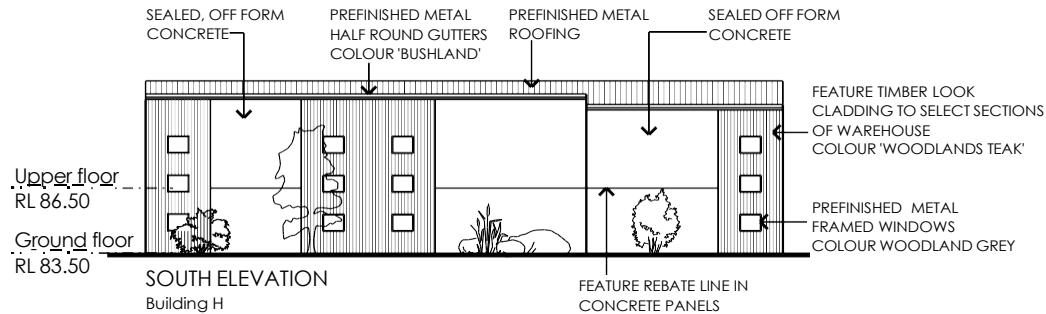 SEALED, OFF FORM
CONCRETE
PREFINISHED METAL
HALF ROUND GUTTERS
COLOUR 'BUSHLAND'
PREFINISHED METAL
ROOFING
SEALED OFF FORM
CONCRETE
FEATURE TIMBER LOOK
CLADDING TO SELECT SECTIONS
OF WAREHOUSE
COLOUR 'WOODLANDS TEAK'
Upper floor
RL 86.50
Ground floor
RL 83.50
PREFINISHED METAL
FRAMED WINDOWS
COLOUR WOODLAND GREY
SOUTH ELEVATION
Building H
FEATURE REBATE LINE IN
CONCRETE PANELS